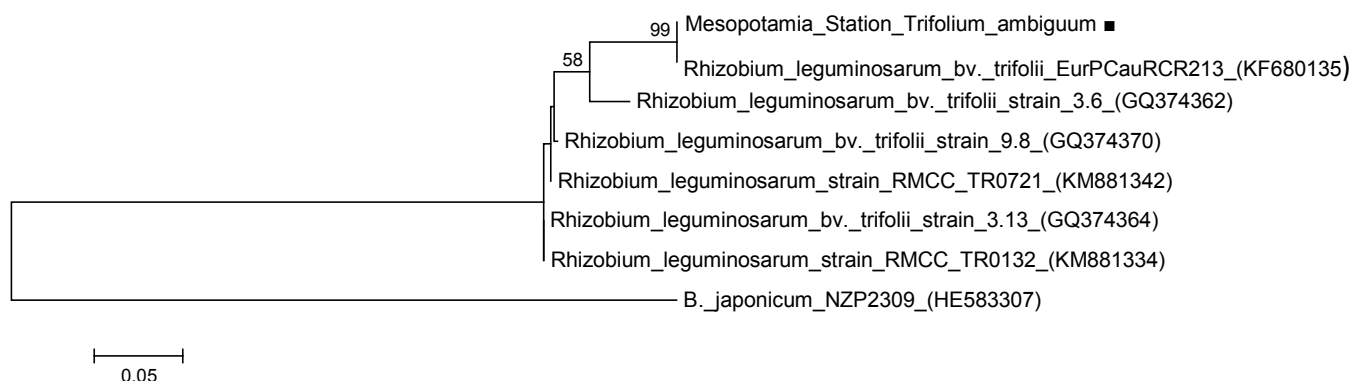 Mesopotamia_Station_Trifolium_ambiguum ■
99
58
Rhizobium_leguminosarum_bv._trifolii_EurPCauRCR213_(KF680135)
Rhizobium_leguminosarum_bv._trifolii_strain_3.6_(GQ374362)
Rhizobium_leguminosarum_bv._trifolii_strain_9.8_(GQ374370)
Rhizobium_leguminosarum_strain_RMCC_TR0721_(KM881342)
Rhizobium_leguminosarum_bv._trifolii_strain_3.13_(GQ374364)
Rhizobium_leguminosarum_strain_RMCC_TR0132_(KM881334)
B._japonicum_NZP2309_(HE583307)
0.05